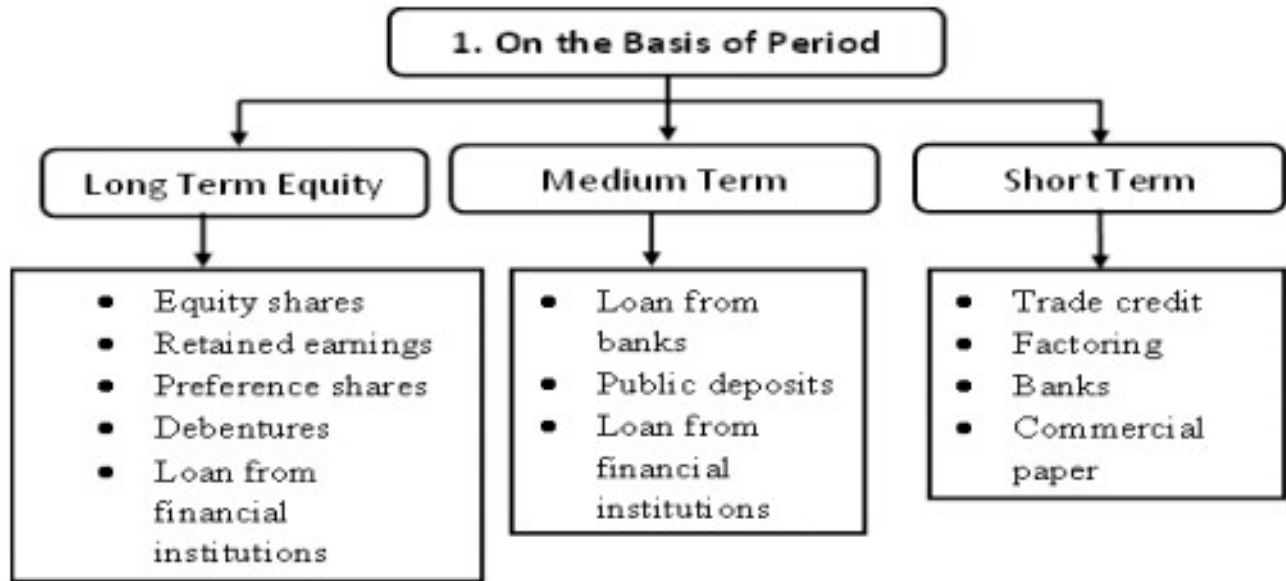 1. On the Basis of Period
Long Term Equity
Medium Term
Short Term
• Equity shares
• Retained earnings
• Preference shares
• Debentures
• Loan from
financial
institutions
• Loan from
banks
• Public deposits
• Loan from
financial
institutions
• Trade credit
• Factoring
• Banks
• Commercial
paper